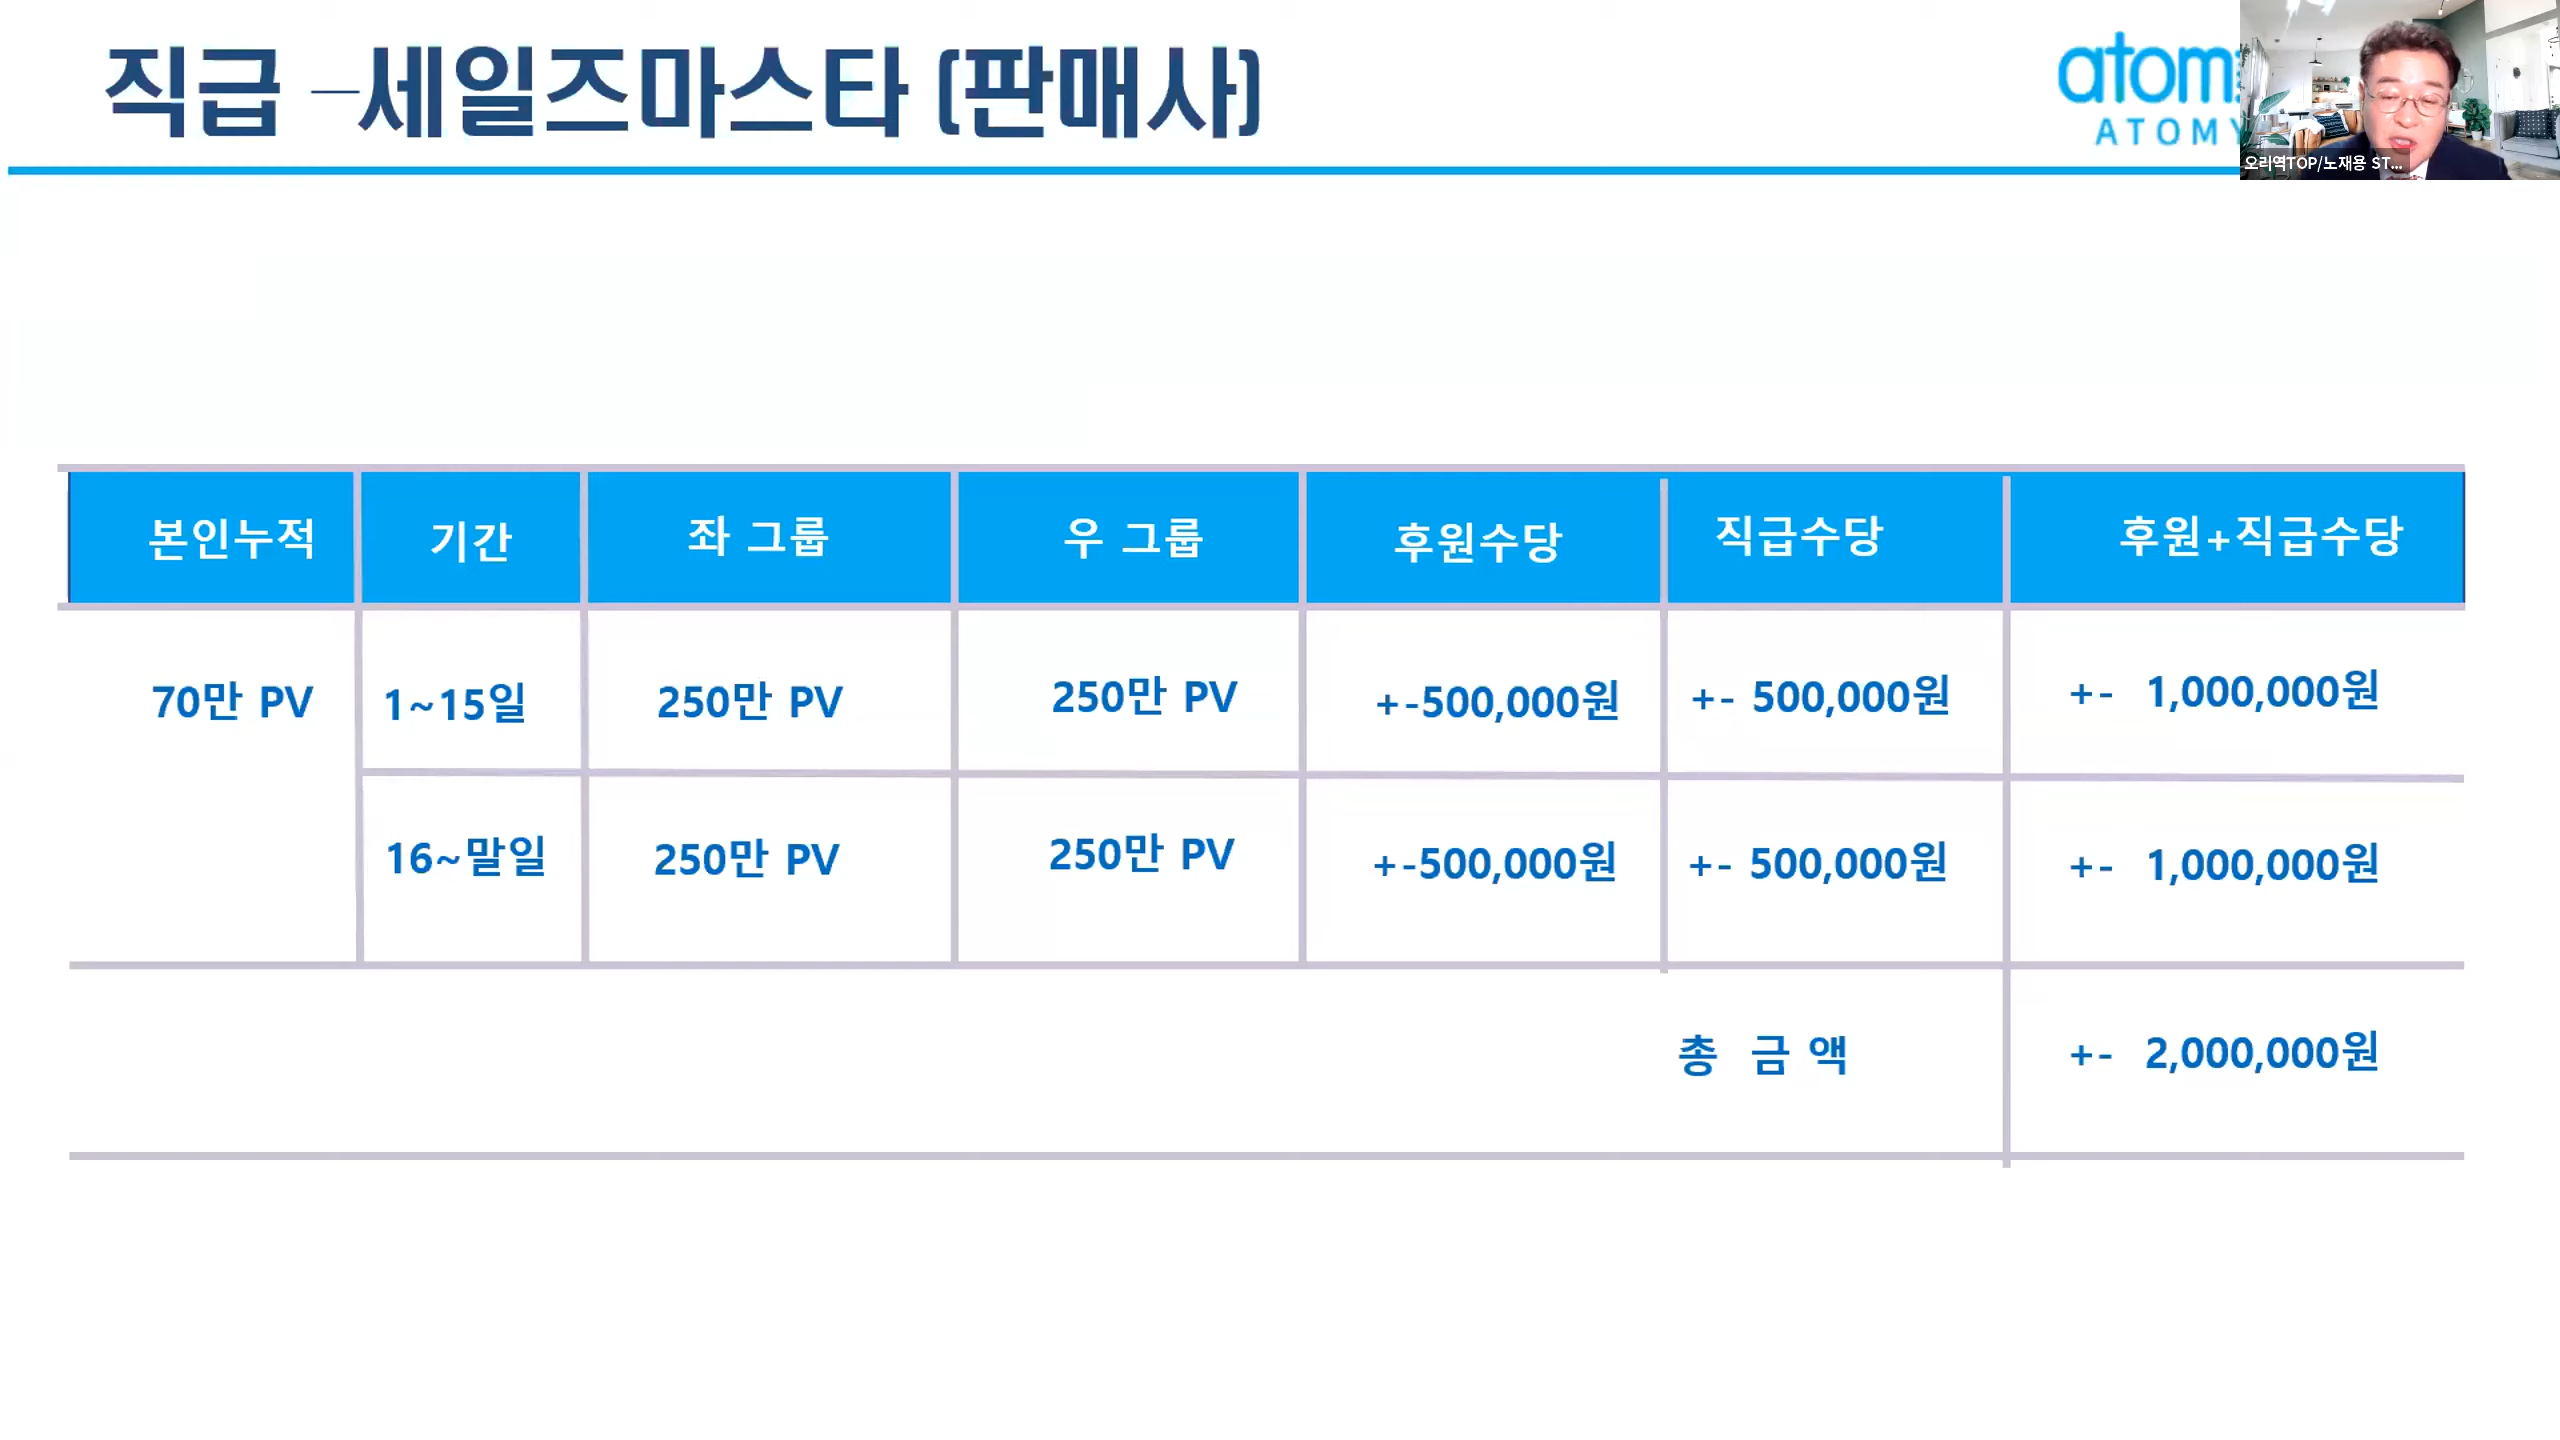 직급 –세일즈마스타 (판매사)
atom
ATOMY
오리역TOP/노재용 ST...
본인누적 기간 좌 그룹 우 그룹 후원수당 직급수당 후원+직급수당
70만 PV 1~15일 250만 PV 250만 PV +-500,000원 +- 500,000원 +- 1,000,000원
16~말일 250만 PV 250만 PV +-500,000원 +- 500,000원 +- 1,000,000원
총 금 액 +- 2,000,000원